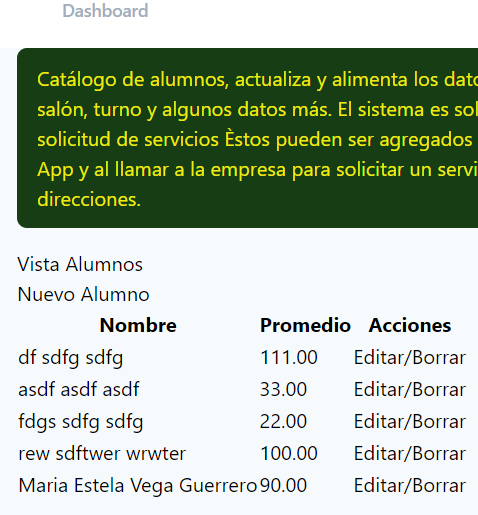 Dashboard
Catálogo de alumnos, actualiza y alimenta los dato
salón, turno y algunos datos más. El sistema es sol
solicitud de servicios Èstos pueden ser agregados
App y al llamar a la empresa para solicitar un servi
direcciones.
Vista Alumnos
Nuevo Alumno
Nombre Promedio Acciones
df sdfg sdfg 111.00 Editar/Borrar
asdf asdf asdf 33.00 Editar/Borrar
fdgs sdfg sdfg 22.00 Editar/Borrar
rew sdftwer wrwter 100.00 Editar/Borrar
Maria Estela Vega Guerrero 90.00 Editar/Borrar